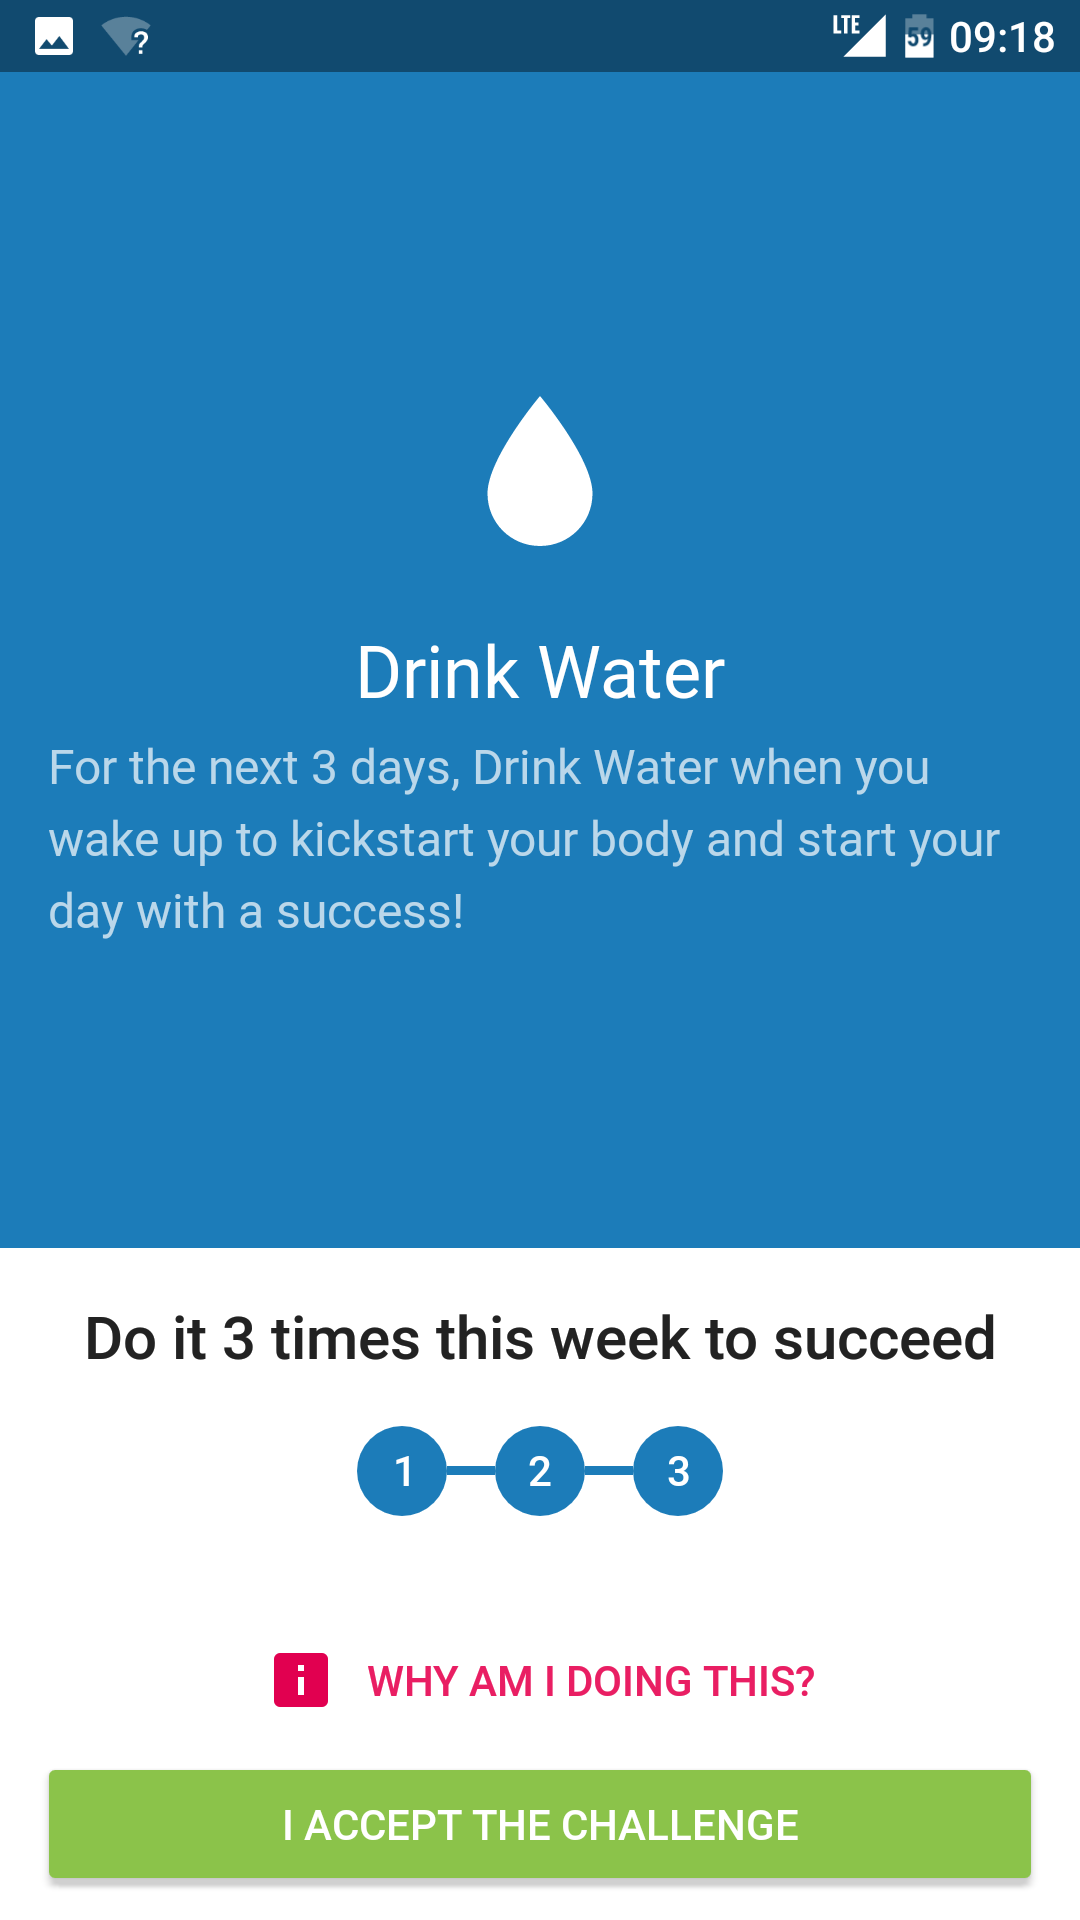 ?
LTE
59
09:18
Drink Water
For the next 3 days, Drink Water when you
wake up to kickstart your body and start your
day with a success!
Do it 3 times this week to succeed
1 2 3
i WHY AM I DOING THIS?
I ACCEPT THE CHALLENGE